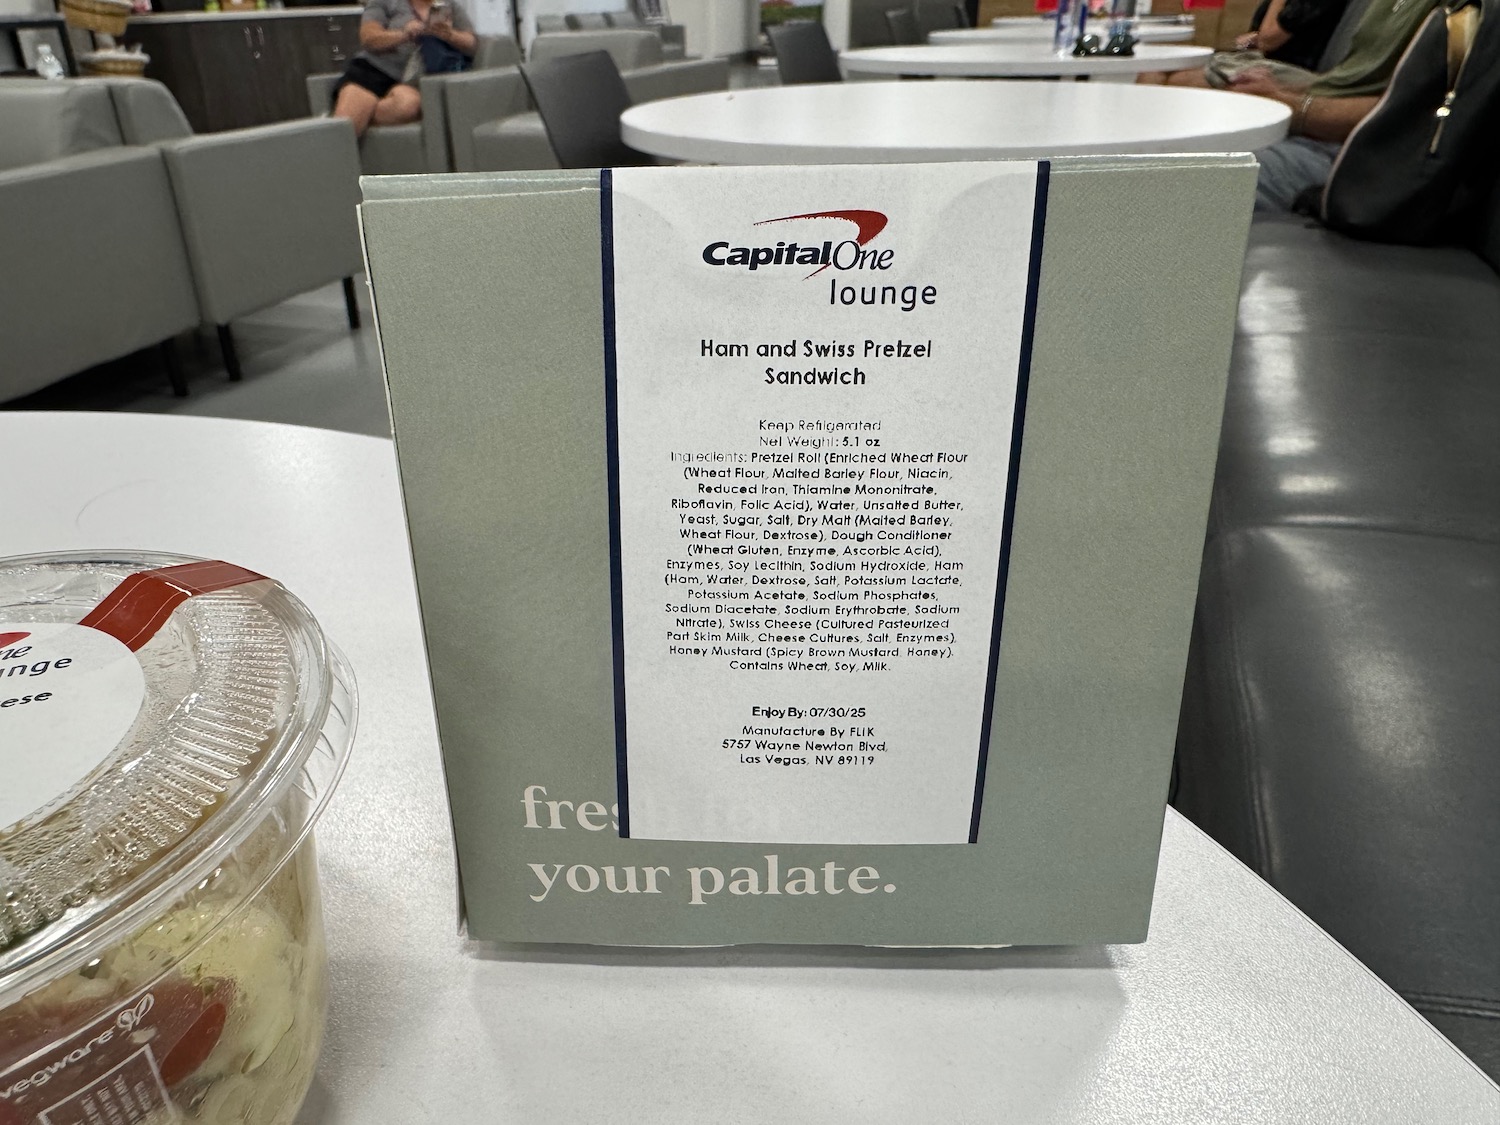 CapitalOne
lounge
Ham and Swiss Pretzel
Sandwich
Keep Refrigerated
Net Weight: 5.1 oz
Ingredients: Pretzel Roll (Enriched Wheat Flour
(Wheat Flour, Malted Barley Flour, Niacin,
Reduced Iron, Thiamine Mononitrate,
Riboflavin, Folic Acid), Water, Unsalted Butter,
Yeast, Sugar, Salt, Dry Malt (Malted Barley,
Wheat Flour, Dextrose), Dough Conditioner
(Wheat Gluten, Enzyme, Ascorbic Acid),
Enzymes, Soy Lecithin, Sodium Hydroxide, Ham
(Ham, Water, Dextrose, Salt, Potassium Lactate,
Potassium Acetate, Sodium Phosphates,
Sodium Diacetate, Sodium Erythrobate, Sodium
Nitrate), Swiss Cheese (Cultured Pasteurized
Part Skim Milk, Cheese Cultures, Salt, Enzymes),
Honey Mustard (Spicy Brown Mustard, Honey).
Contains Wheat, Soy, Milk.
Enjoy By: 07/30/25
Manufacture By FLIK
5757 Wayne Newton Blvd,
Las Vegas, NV 89119
fresh for
your palate.
ne
unge
ese
vegware